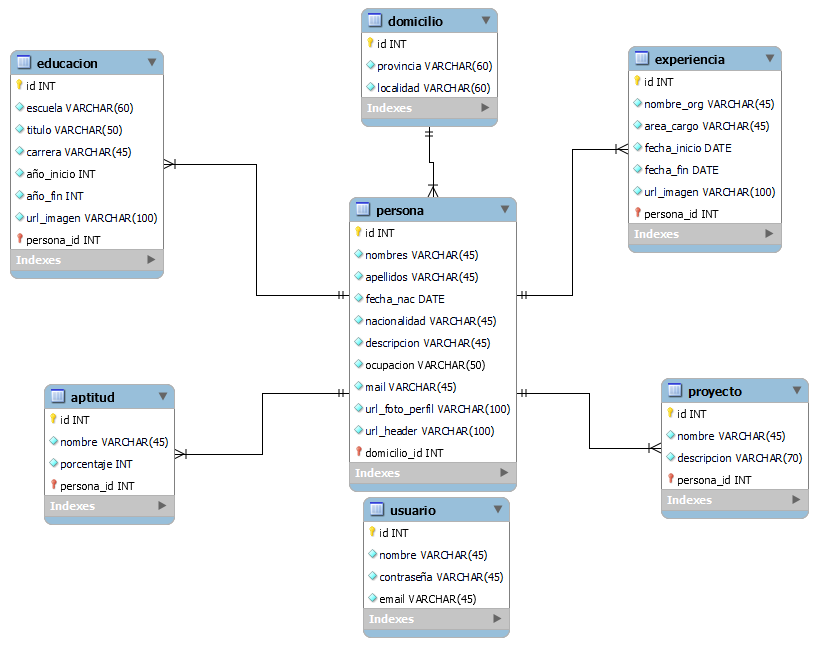 domicilio
id INT
provincia VARCHAR(60)
localidad VARCHAR(60)
Indexes
educacion
id INT
escuela VARCHAR(60)
titulo VARCHAR(50)
carrera VARCHAR(45)
año_inicio INT
año_fin INT
url_imagen VARCHAR(100)
persona_id INT
Indexes
experiencia
id INT
nombre_org VARCHAR(45)
area_cargo VARCHAR(45)
fecha_inicio DATE
fecha_fin DATE
url_imagen VARCHAR(100)
persona_id INT
Indexes
persona
id INT
nombres VARCHAR(45)
apellidos VARCHAR(45)
fecha_nac DATE
nacionalidad VARCHAR(45)
descripcion VARCHAR(45)
ocupacion VARCHAR(50)
mail VARCHAR(45)
url_foto_perfil VARCHAR(100)
url_header VARCHAR(100)
domicilio_id INT
Indexes
aptitud
id INT
nombre VARCHAR(45)
porcentaje INT
persona_id INT
Indexes
proyecto
id INT
nombre VARCHAR(45)
descripcion VARCHAR(70)
persona_id INT
Indexes
usuario
id INT
nombre VARCHAR(45)
contraseña VARCHAR(45)
email VARCHAR(45)
Indexes